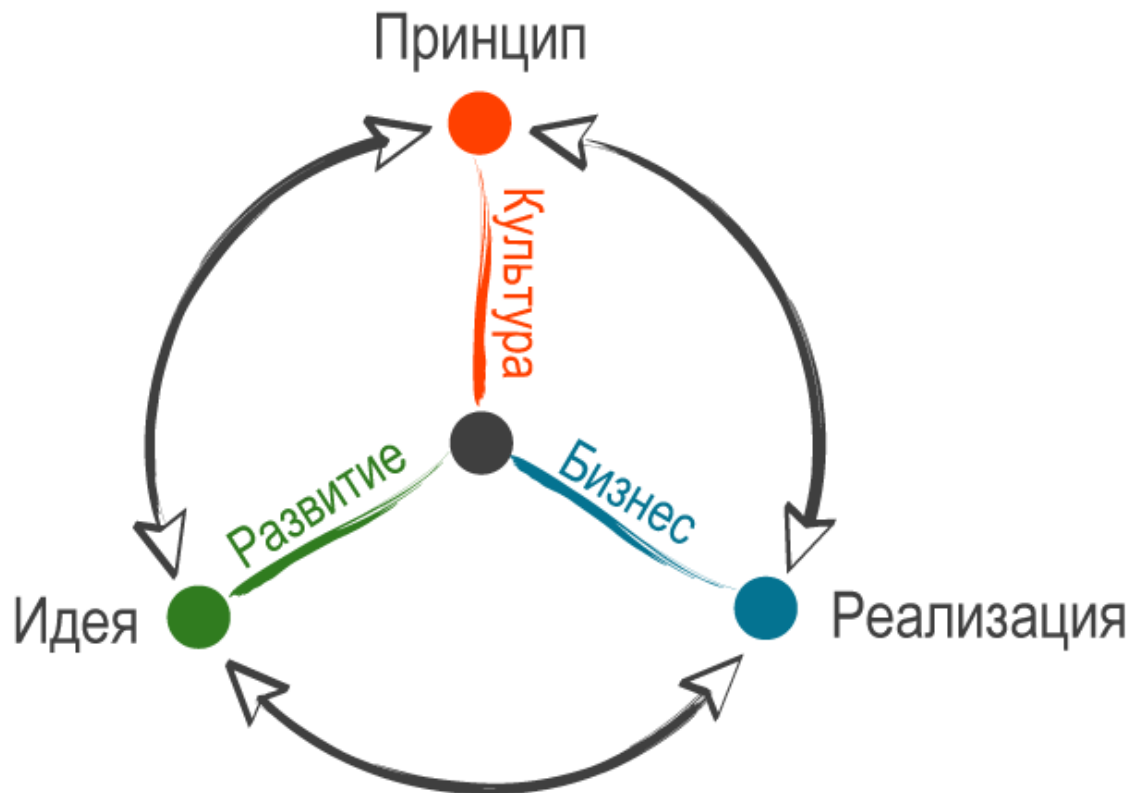 Принцип
Культура
Развитие
Бизнес
Идея
Реализация